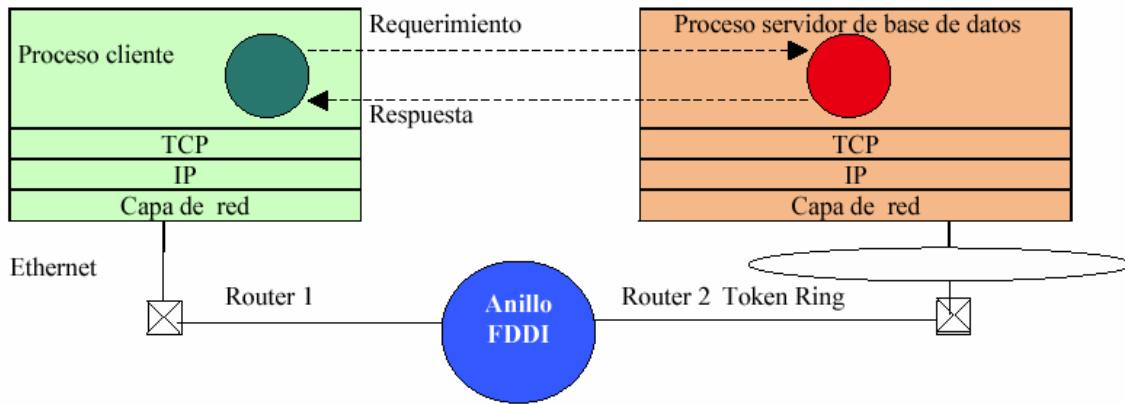 Requerimiento
Proceso servidor de base de datos
Proceso cliente
Respuesta
TCP
IP
Capa de red
TCP
IP
Capa de red
Ethernet
Router 1
Anillo
FDDI
Router 2 Token Ring